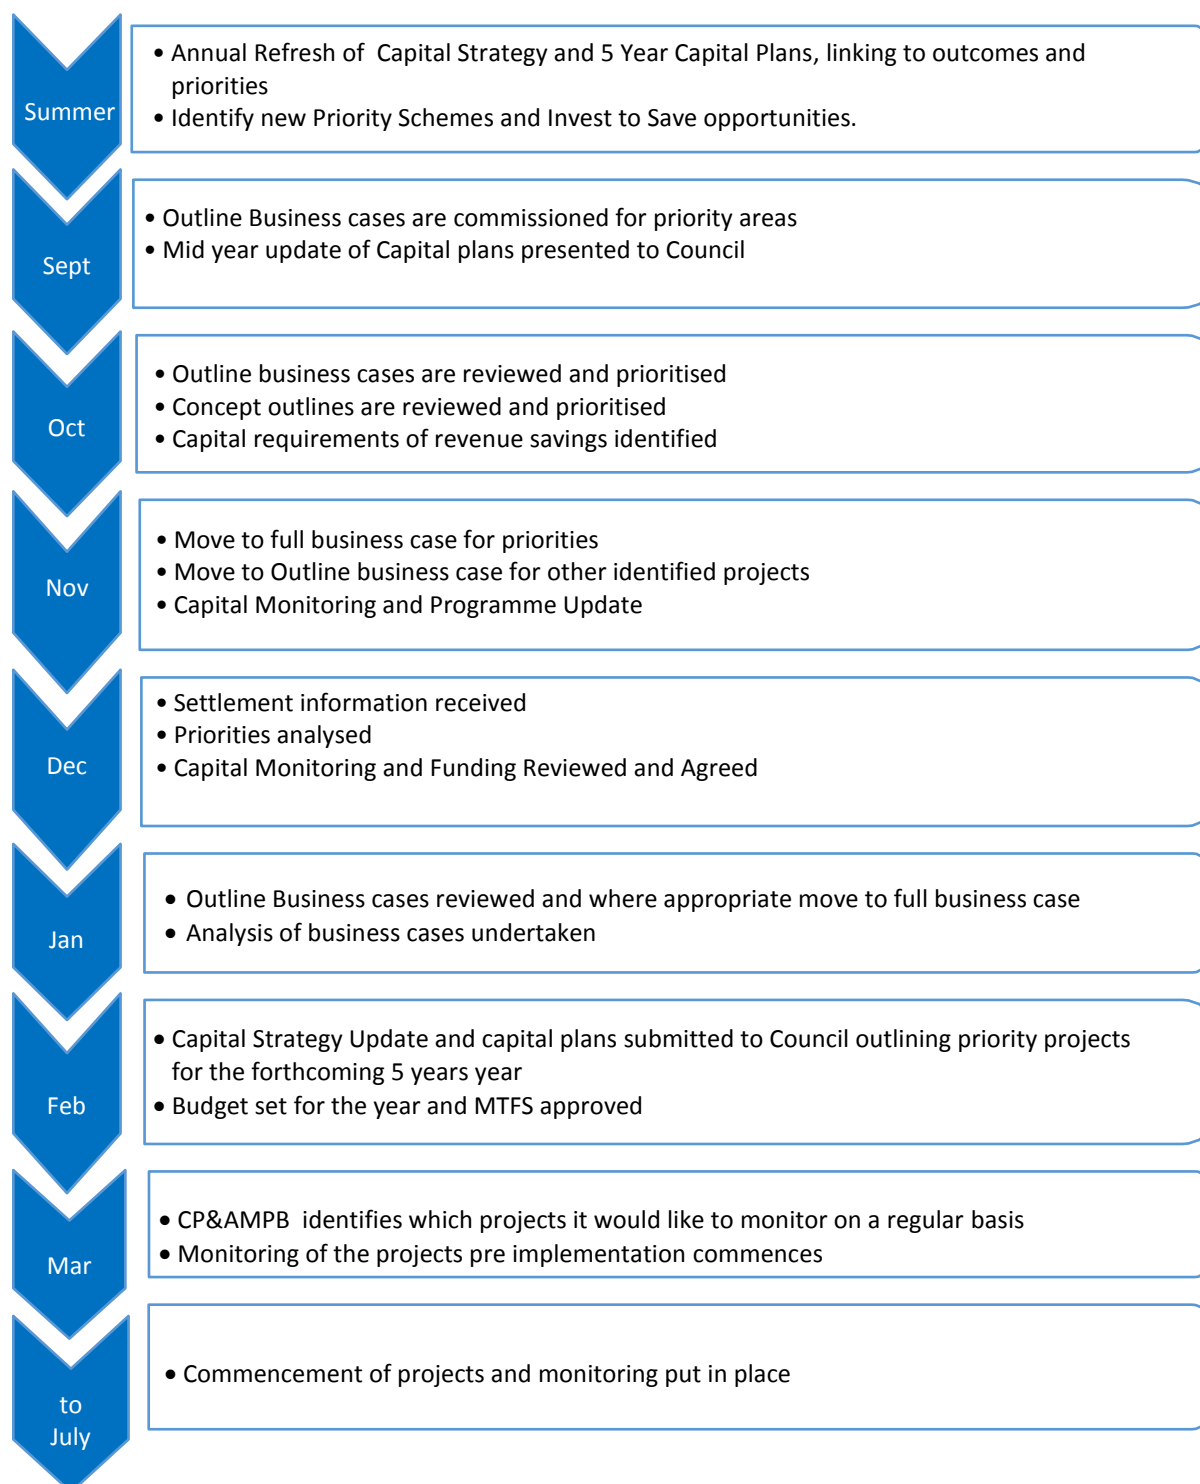 Summer
• Annual Refresh of  Capital Strategy and 5 Year Capital Plans, linking to outcomes and
priorities
• Identify new Priority Schemes and Invest to Save opportunities.
Sept
• Outline Business cases are commissioned for priority areas
• Mid year update of Capital plans presented to Council
Oct
• Outline business cases are reviewed and prioritised
• Concept outlines are reviewed and prioritised
• Capital requirements of revenue savings identified
Nov
• Move to full business case for priorities
• Move to Outline business case for other identified projects
• Capital Monitoring and Programme Update
Dec
• Settlement information received
• Priorities analysed
• Capital Monitoring and Funding Reviewed and Agreed
Jan
• Outline Business cases reviewed and where appropriate move to full business case
• Analysis of business cases undertaken
Feb
• Capital Strategy Update and capital plans submitted to Council outlining priority projects
for the forthcoming 5 years year
• Budget set for the year and MTFS approved
Mar
• CP&AMPB  identifies which projects it would like to monitor on a regular basis
• Monitoring of the projects pre implementation commences
to
July
• Commencement of projects and monitoring put in place